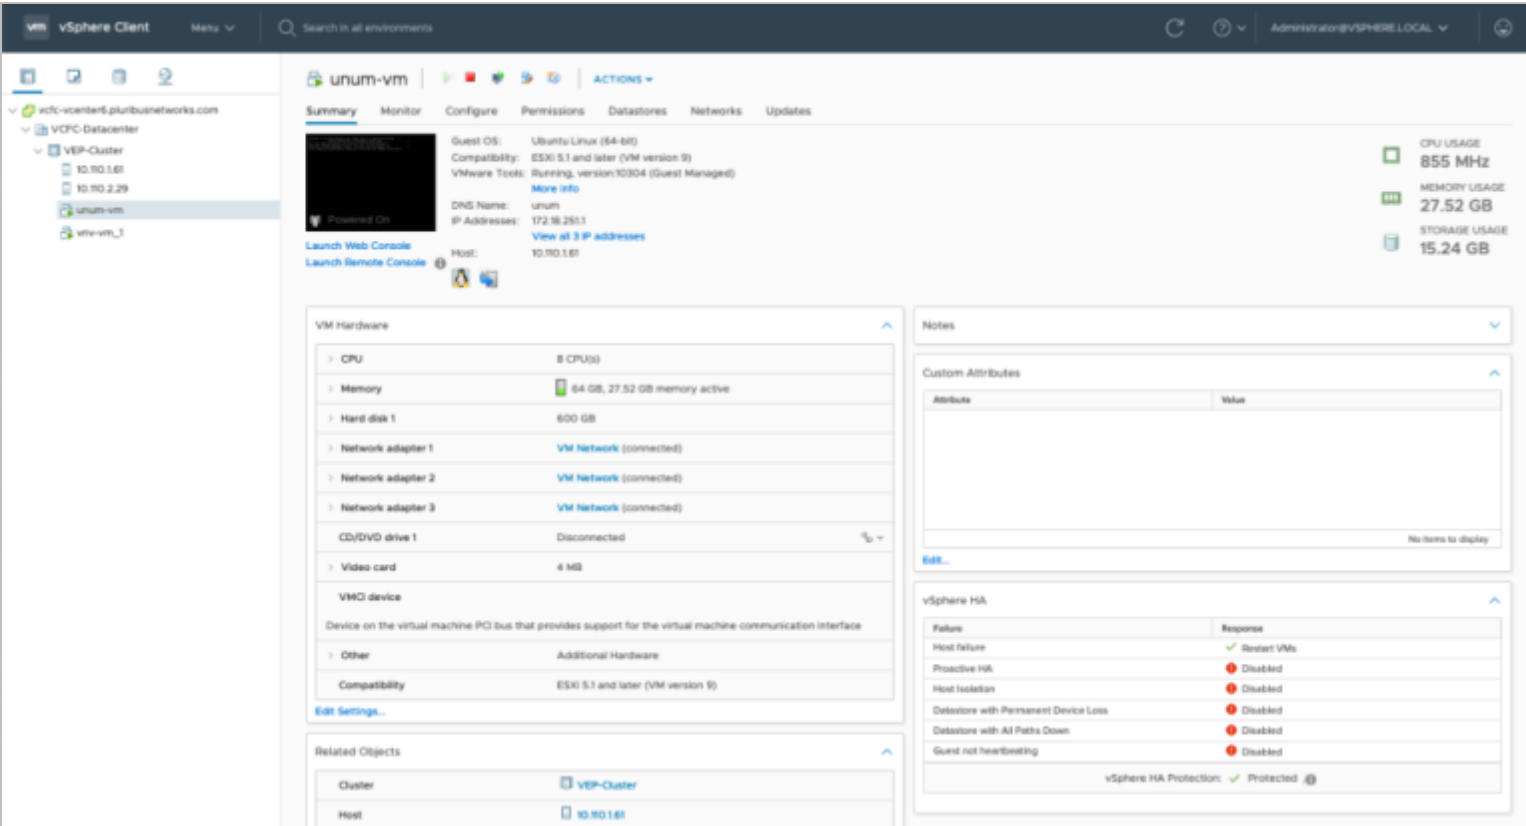 vm vSphere Client Menu Search in all environments Administrator@VSPHERE.LOCAL
vcfc-vcenter6.pluribusnetworks.com
VCFC-Datacenter
VEP-Cluster
10.110.1.61
10.110.2.29
unum-vm
vnv-vm_1
unum-vm ACTIONS
Summary Monitor Configure Permissions Datastores Networks Updates
Powered On
Launch Web Console
Launch Remote Console
Guest OS: Ubuntu Linux (64-bit)
Compatibility: ESXi 5.1 and later (VM version 9)
VMware Tools: Running, version:10304 (Guest Managed)
More info
DNS Name: unum
IP Addresses: 172.18.251.1
View all 3 IP addresses
Host: 10.110.1.61
CPU USAGE
855 MHz
MEMORY USAGE
27.52 GB
STORAGE USAGE
15.24 GB
VM Hardware
CPU 8 CPU(s)
Memory 64 GB, 27.52 GB memory active
Hard disk 1 600 GB
Network adapter 1 VM Network (connected)
Network adapter 2 VM Network (connected)
Network adapter 3 VM Network (connected)
CD/DVD drive 1 Disconnected
Video card 4 MB
VMCI device
Device on the virtual machine PCI bus that provides support for the virtual machine communication interface
Other Additional Hardware
Compatibility ESXi 5.1 and later (VM version 9)
Edit Settings...
Related Objects
Cluster VEP-Cluster
Host 10.110.1.61
Notes
Custom Attributes
Attribute Value
No items to display
Edit...
vSphere HA
Failure Response
Host failure Restart VMs
Proactive HA Disabled
Host Isolation Disabled
Datastore with Permanent Device Loss Disabled
Datastore with All Paths Down Disabled
Guest not heartbeating Disabled
vSphere HA Protection: Protected